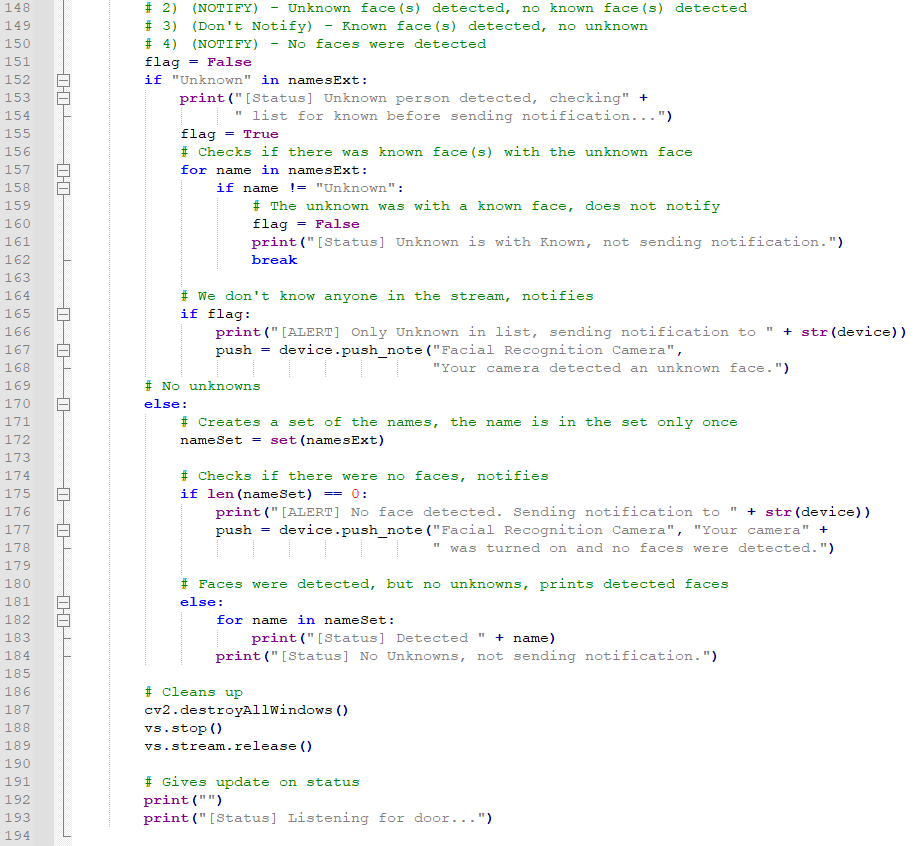 148 # 2) (NOTIFY) - Unknown face(s) detected, no known face(s) detected
149 # 3) (Don't Notify) - Known face(s) detected, no unknown
150 # 4) (NOTIFY) - No faces were detected
151 flag = False
152 if "Unknown" in namesExt:
153     print("[Status] Unknown person detected, checking" +
154           " list for known before sending notification...")
155     flag = True
156     # Checks if there was known face(s) with the unknown face
157     for name in namesExt:
158         if name != "Unknown":
159             # The unknown was with a known face, does not notify
160             flag = False
161             print("[Status] Unknown is with Known, not sending notification.")
162             break
163
164     # We don't know anyone in the stream, notifies
165     if flag:
166         print("[ALERT] Only Unknown in list, sending notification to " + str(device))
167         push = device.push_note("Facial Recognition Camera",
168                                 "Your camera detected an unknown face.")
169 # No unknowns
170 else:
171     # Creates a set of the names, the name is in the set only once
172     nameSet = set(namesExt)
173
174     # Checks if there were no faces, notifies
175     if len(nameSet) == 0:
176         print("[ALERT] No face detected. Sending notification to " + str(device))
177         push = device.push_note("Facial Recognition Camera", "Your camera" +
178                                 " was turned on and no faces were detected.")
179
180     # Faces were detected, but no unknowns, prints detected faces
181     else:
182         for name in nameSet:
183             print("[Status] Detected " + name)
184         print("[Status] No Unknowns, not sending notification.")
185
186 # Cleans up
187 cv2.destroyAllWindows()
188 vs.stop()
189 vs.stream.release()
190
191 # Gives update on status
192 print("")
193 print("[Status] Listening for door...")
194